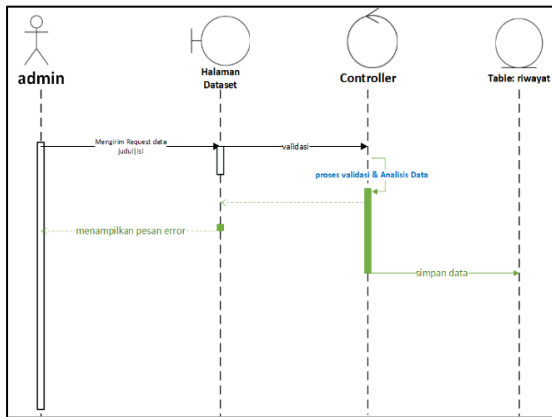 admin
Halaman
Dataset
Controller
Table: riwayat
Mengirim Request data
judul|isi
validasi
proses validasi & Analisis Data
menampilkan pesan error
simpan data